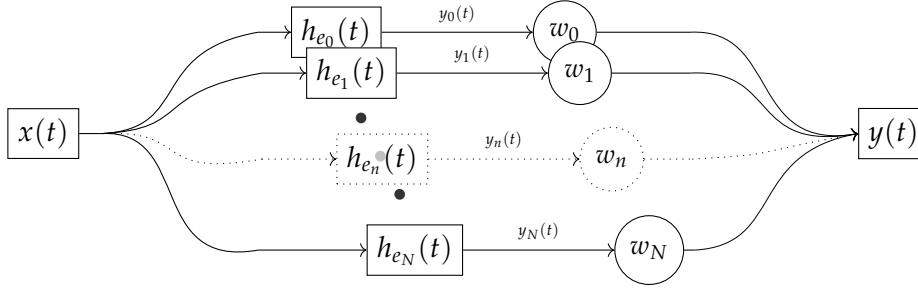 h_{e_0}(t) y_0(t) w_0
h_{e_1}(t) y_1(t) w_1
x(t) y(t)
h_{e_n}(t) y_n(t) w_n
h_{e_N}(t) y_N(t) w_N